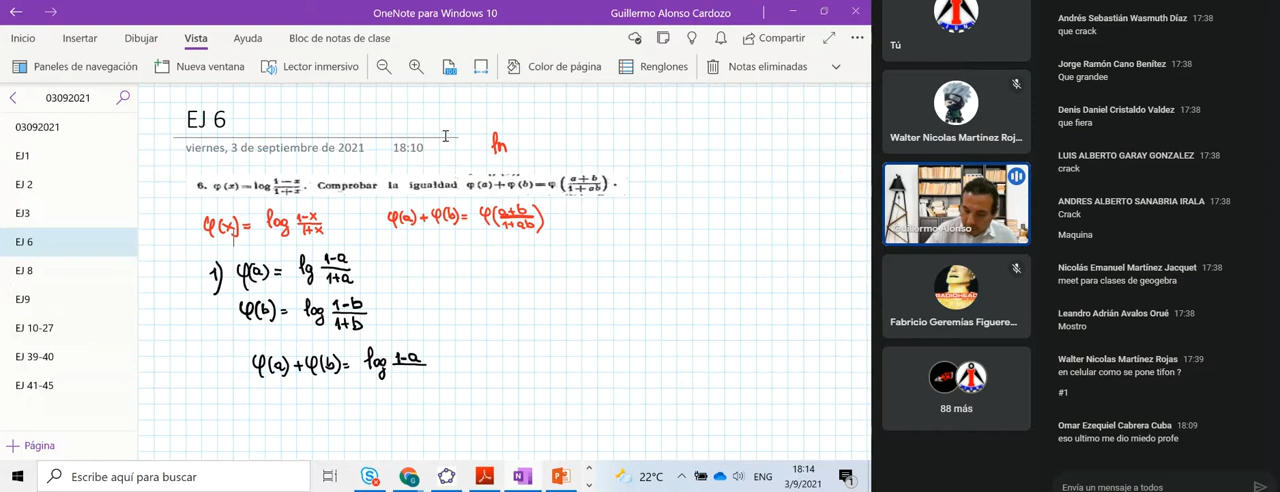 OneNote para Windows 10
Guillermo Alonso Cardozo
Inicio Insertar Dibujar Vista Ayuda Bloc de notas de clase Compartir
Paneles de navegación Nueva ventana Lector inmersivo 100 Color de página Renglones Notas eliminadas
03092021
03092021
EJ1
EJ 2
EJ3
EJ 6
EJ 8
EJ9
EJ 10-27
EJ 39-40
EJ 41-45
Página
EJ 6
viernes, 3 de septiembre de 2021 18:10
ln
6. φ(x)=log (1−x)/(1+x). Comprobar la igualdad φ(a)+φ(b)=φ((a+b)/(1+ab)).
φ(x)= log (1-x)/(1+x) φ(a)+φ(b)= φ((a+b)/(1+ab))
1) φ(a)= lg (1-a)/(1+a)
φ(b)= log (1-b)/(1+b)
φ(a)+φ(b)= log (1-a)/
Tú
Walter Nicolas Martínez Roj...
Guillermo Alonso
RADIOHEAD
Fabricio Geremías Figuere...
88 más
Andrés Sebastián Wasmuth Díaz 17:38
que crack
Jorge Ramón Cano Benítez 17:38
Que grandee
Denis Daniel Cristaldo Valdez 17:38
que fiera
LUIS ALBERTO GARAY GONZALEZ 17:38
crack
ANDRES ALBERTO SANABRIA IRALA 17:38
Crack
Maquina
Nicolás Emanuel Martínez Jacquet 17:38
meet para clases de geogebra
Leandro Adrián Avalos Orué 17:38
Mostro
Walter Nicolas Martínez Rojas 17:39
en celular como se pone tifon ?
#1
Omar Ezequiel Cabrera Cuba 18:09
eso ultimo me dio miedo profe
Envía un mensaje a todos
Escribe aquí para buscar
22°C
ENG
18:14
3/9/2021
1